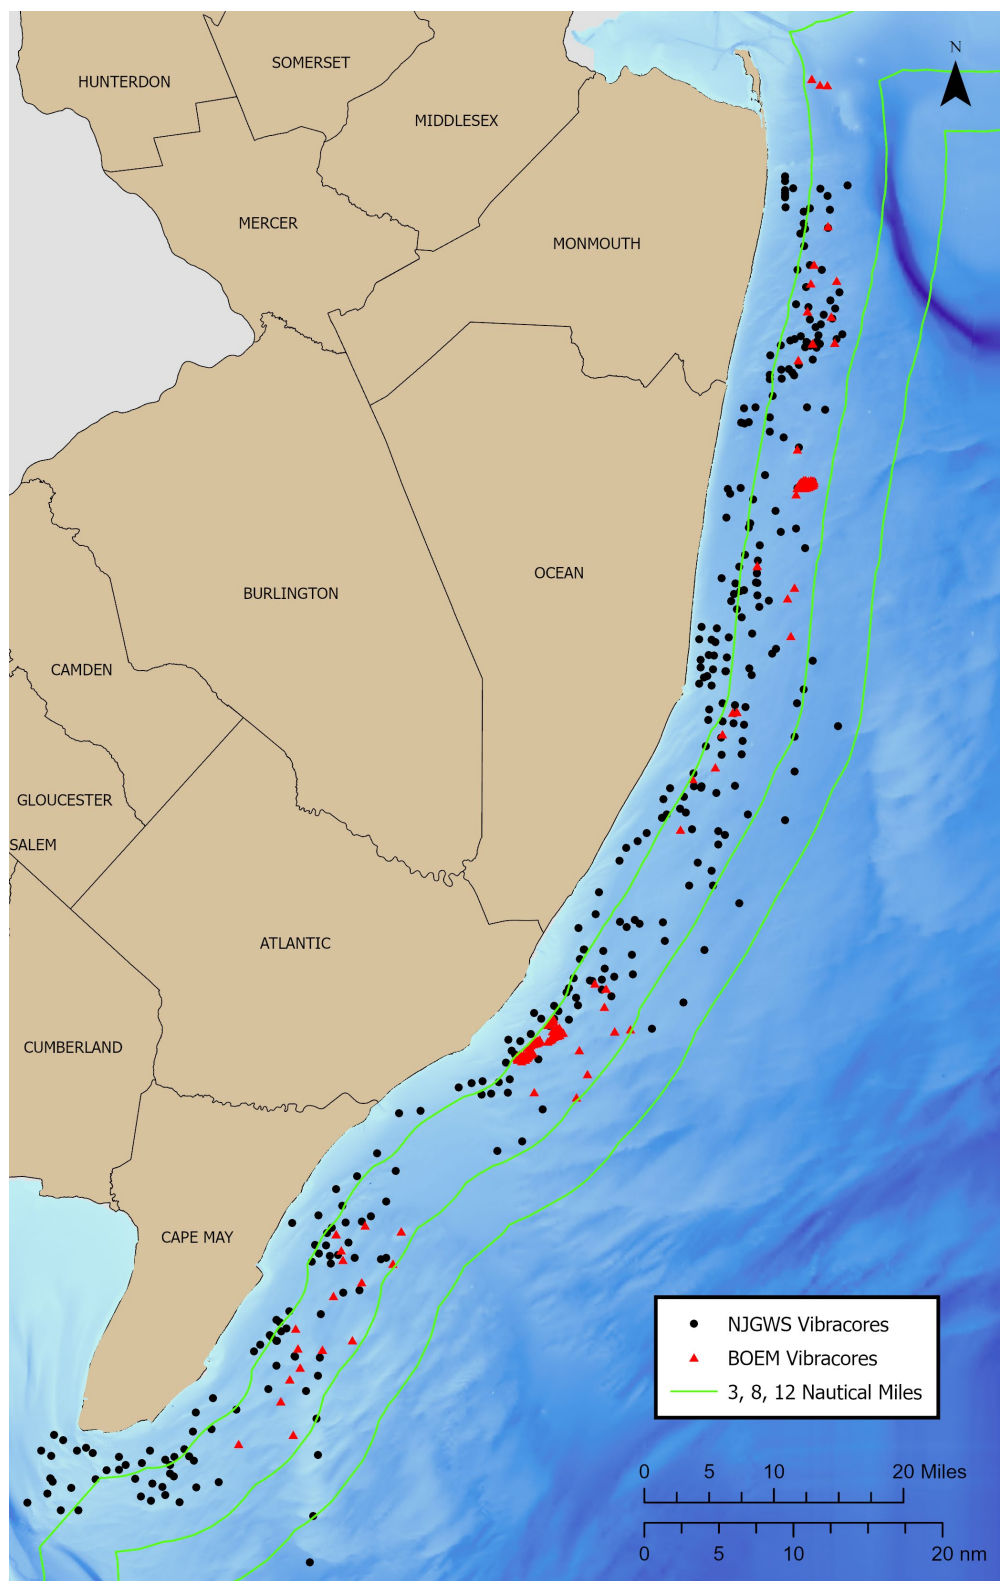 N
SOMERSET
HUNTERDON
MIDDLESEX
MERCER
MONMOUTH
OCEAN
BURLINGTON
CAMDEN
GLOUCESTER
SALEM
ATLANTIC
CUMBERLAND
CAPE MAY
NJGWS Vibracores
BOEM Vibracores
3, 8, 12 Nautical Miles
0 5 10 20 Miles
0 5 10 20 nm